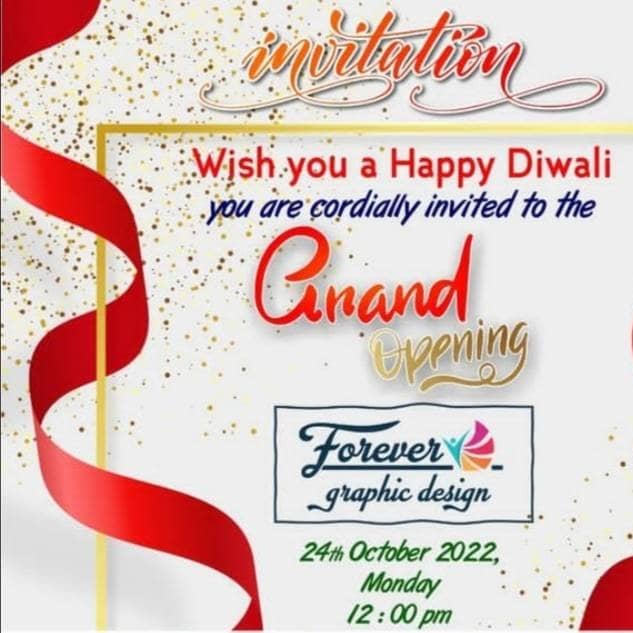 invitation
Wish you a Happy Diwali
you are cordially invited to the
Grand
Opening
Forever
graphic design
24th October 2022,
Monday
12 : 00 pm